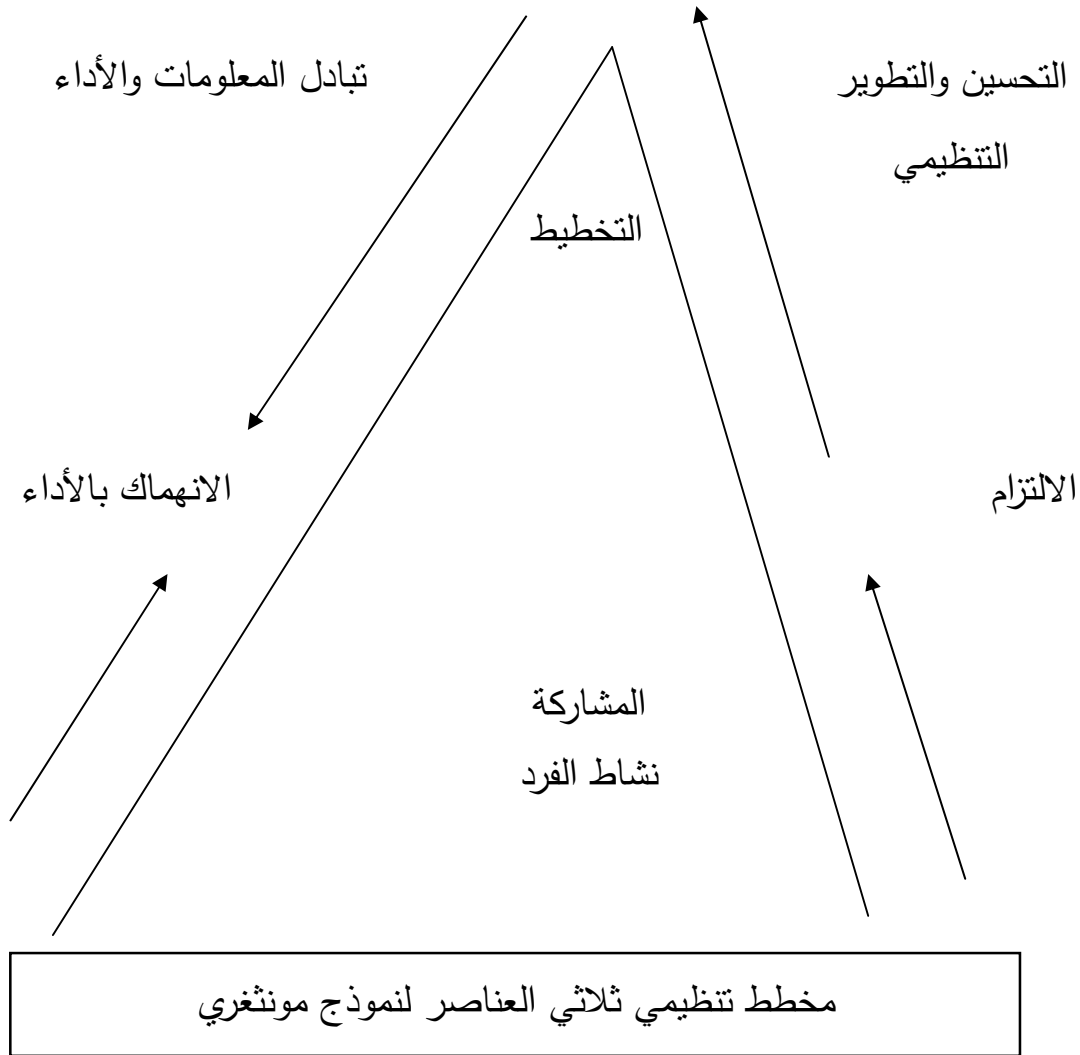 التحسين والتطوير
التنظيمي
تبادل المعلومات والأداء
التخطيط
الالتزام
الانهماك بالأداء
المشاركة
نشاط الفرد
مخطط تنظيمي ثلاثي العناصر لنموذج مونثغري